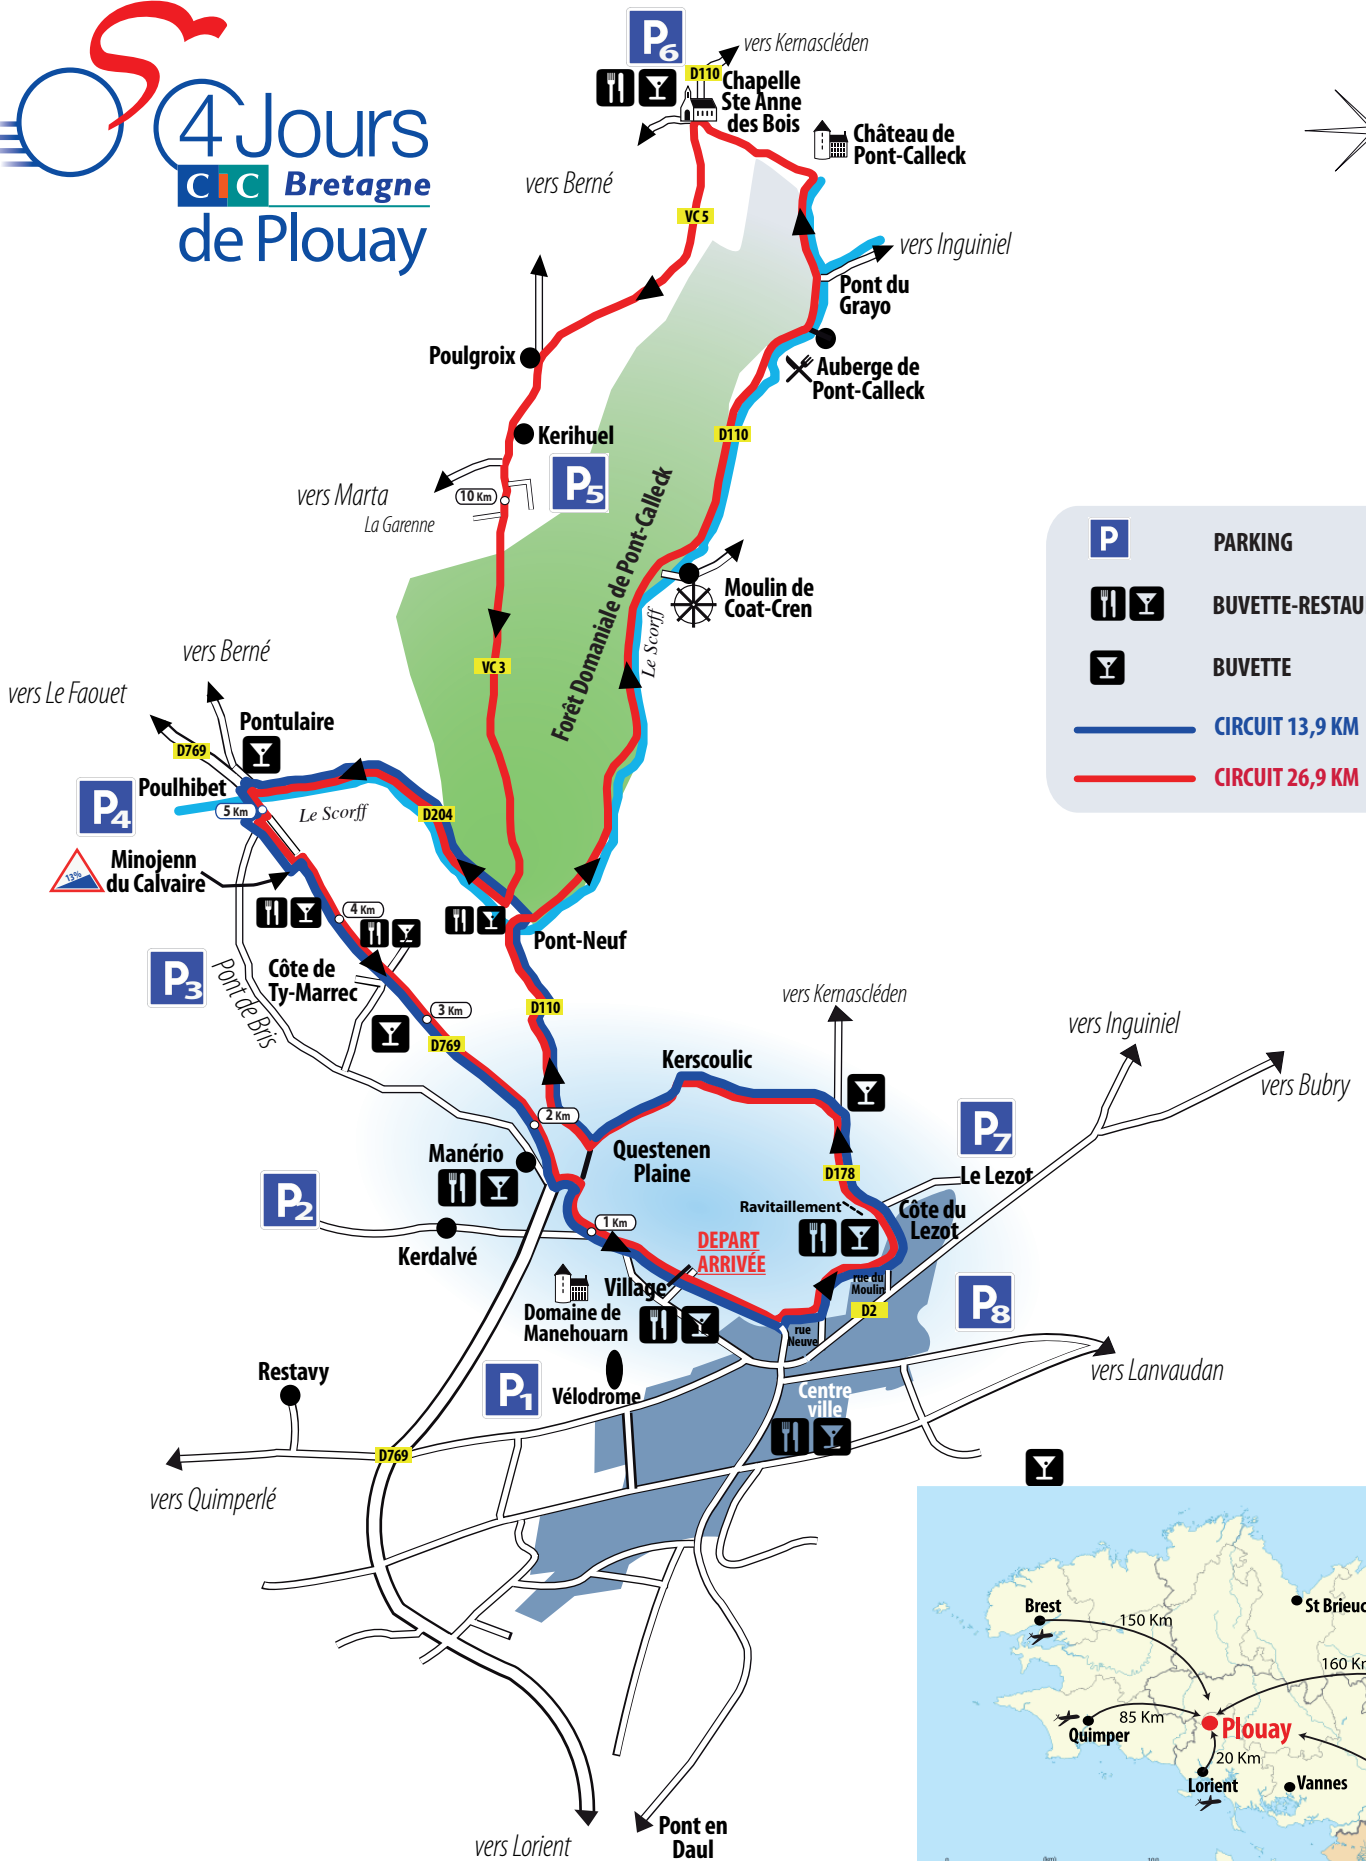 4 Jours
CIC Bretagne
de Plouay
P6
vers Kernascléden
D110
Chapelle
Ste Anne
des Bois
Château de
Pont-Calleck
vers Berné
VC 5
vers Inguiniel
Pont du
Grayo
Poulgroix
Auberge de
Pont-Calleck
Kerihuel
D110
P5
vers Marta
10 Km
La Garenne
Forêt Domaniale de Pont-Calleck
P
PARKING
Moulin de
Coat-Cren
BUVETTE-RESTAU
Le Scorff
VC 3
BUVETTE
vers Berné
vers Le Faouet
Pontulaire
CIRCUIT 13,9 KM
D769
CIRCUIT 26,9 KM
Poulhibet
P4
5 Km
Le Scorff
D204
13%
Minojenn
du Calvaire
4 Km
Pont-Neuf
P3
Pont de Bris
Côte de
Ty-Marrec
3 Km
D769
D110
vers Kernascléden
vers Inguiniel
vers Bubry
Kerscoulic
2 Km
P7
Manério
Questenen
Plaine
D178
Le Lezot
P2
Ravitaillement
Côte du
Lezot
1 Km
Kerdalvé
DEPART
ARRIVÉE
Village
rue du
Moulin
Domaine de
Manehouarn
D2
P8
rue
Neuve
Restavy
P1
Vélodrome
Centre
ville
vers Lanvaudan
D769
vers Quimperlé
Brest
150 Km
St Brieuc
160 Km
85 Km
Quimper
Plouay
20 Km
Lorient
Vannes
vers Lorient
Pont en
Daul